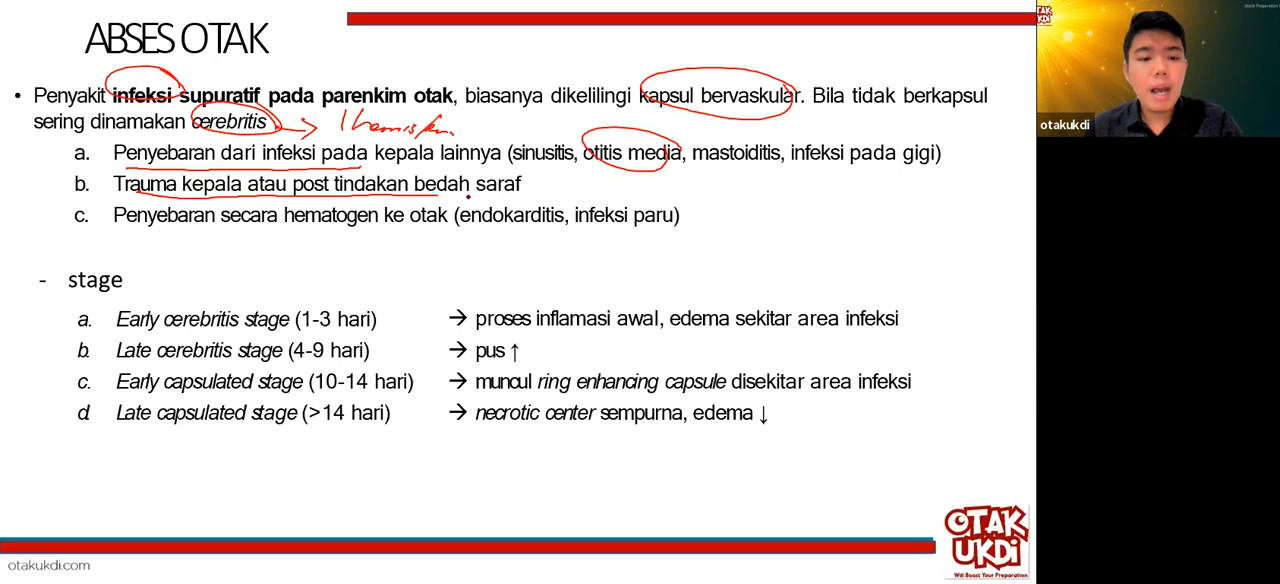 ABSES OTAK
• Penyakit infeksi supuratif pada parenkim otak, biasanya dikelilingi kapsul bervaskular. Bila tidak berkapsul
sering dinamakan cerebritis
a. Penyebaran dari infeksi pada kepala lainnya (sinusitis, otitis media, mastoiditis, infeksi pada gigi)
b. Trauma kepala atau post tindakan bedah saraf
c. Penyebaran secara hematogen ke otak (endokarditis, infeksi paru)
- stage
a. Early cerebritis stage (1-3 hari) → proses inflamasi awal, edema sekitar area infeksi
b. Late cerebritis stage (4-9 hari) → pus ↑
c. Early capsulated stage (10-14 hari) → muncul ring enhancing capsule disekitar area infeksi
d. Late capsulated stage (>14 hari) → necrotic center sempurna, edema ↓
otakukdi
OTAK
UKDI
Will Boost Your Preparation
otakukdi.com